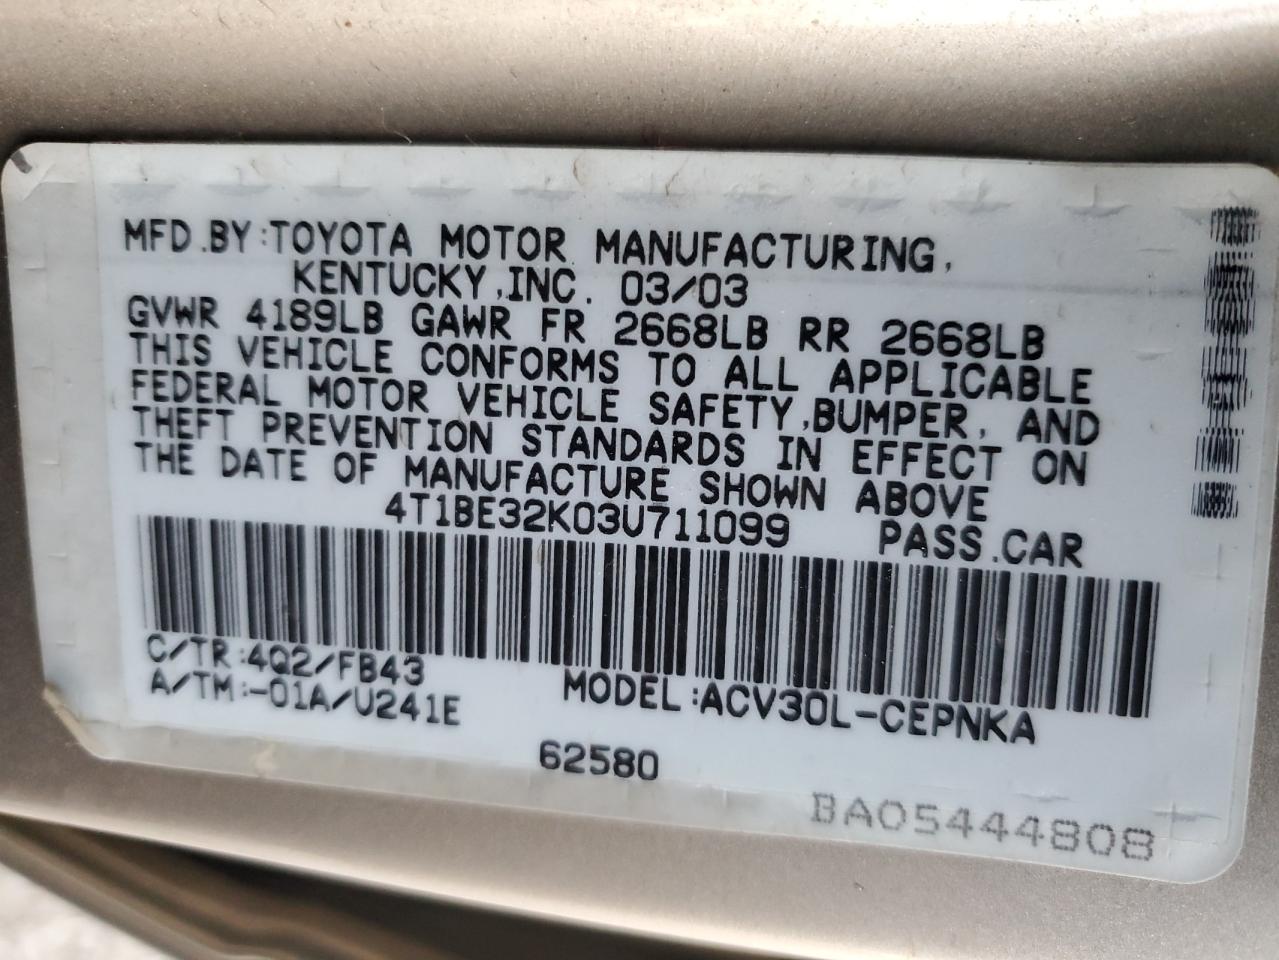 MFD.BY:TOYOTA MOTOR MANUFACTURING,
KENTUCKY,INC. 03/03
GVWR 4189LB GAWR FR 2668LB RR 2668LB
THIS VEHICLE CONFORMS TO ALL APPLICABLE
FEDERAL MOTOR VEHICLE SAFETY,BUMPER, AND
THEFT PREVENTION STANDARDS IN EFFECT ON
THE DATE OF MANUFACTURE SHOWN ABOVE
4T1BE32K03U711099 PASS.CAR
C/TR:4Q2/FB43
A/TM:-01A/U241E MODEL:ACV30L-CEPNKA
62580
BA05444808